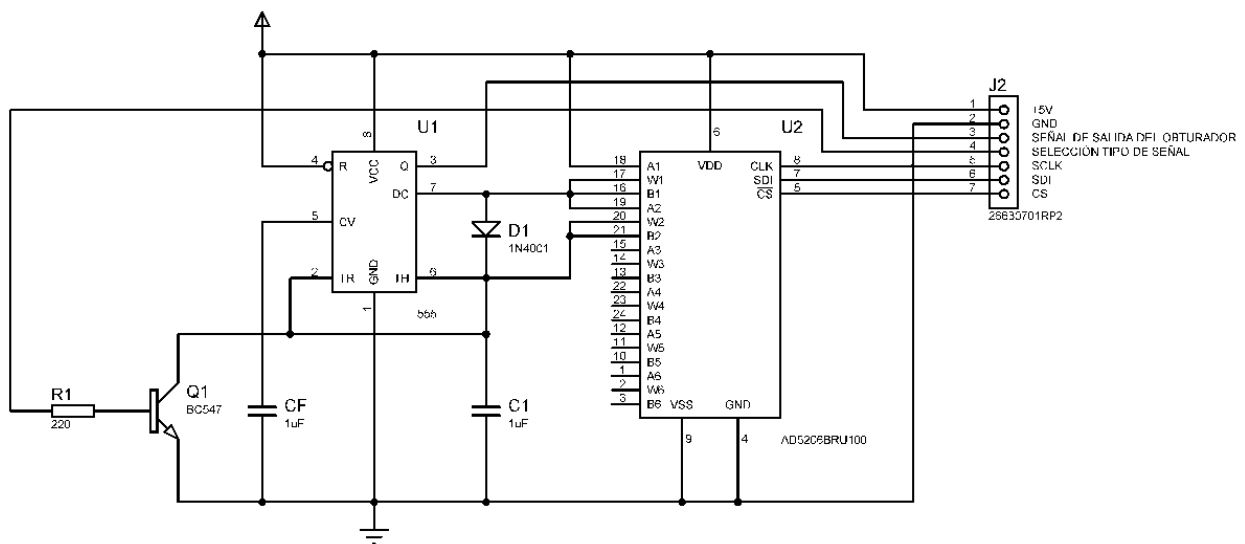 J2
1 +5V
2 GND
3 SEÑAL DE SALIDA DEL OBTURADOR
4 SELECCIÓN TIPO DE SEÑAL
5 SCLK
6 SDI
7 CS
26630701RP2
U1
8
VCC
4 R
Q 3
DC 7
5 CV
2 TR
GND
TH 6
1
555
D1
1N4001
U2
6
VDD
18 A1
17 W1
16 B1
19 A2
20 W2
21 B2
15 A3
14 W3
13 B3
22 A4
23 W4
24 B4
12 A5
11 W5
10 B5
1 A6
2 W6
3 B6
CLK 8
SDI 7
CS 5
VSS
GND
9
4
AD5206BRU100
R1
220
Q1
BC547
CF
1uF
C1
1uF